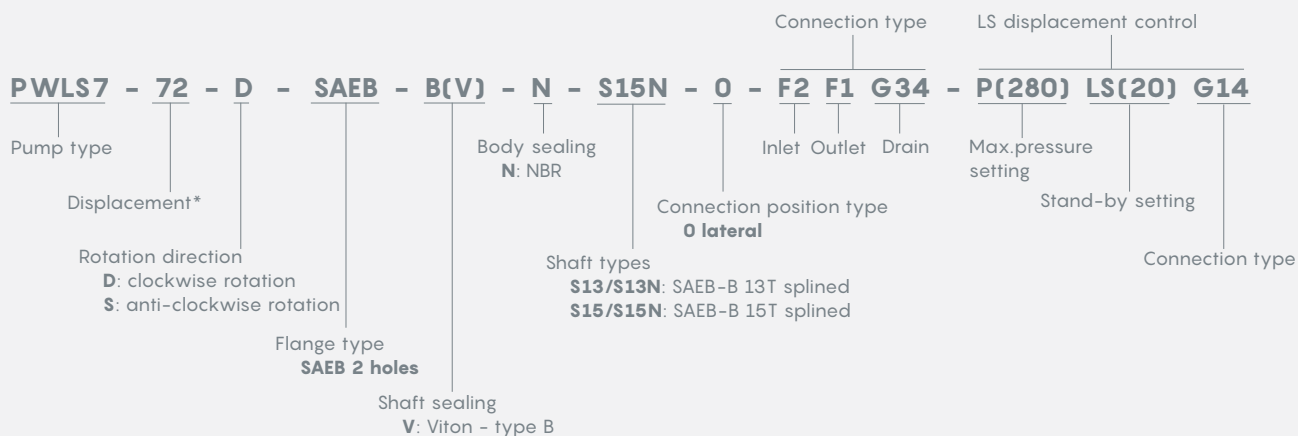 Connection type
LS displacement control
PWLS7 - 72 - D - SAEB - B(V) - N - S15N - 0 - F2 F1 G34 - P(280) LS(20) G14
Pump type
Displacement*
Rotation direction
D: clockwise rotation
S: anti-clockwise rotation
Flange type
SAEB 2 holes
Shaft sealing
V: Viton - type B
Body sealing
N: NBR
Shaft types
S13/S13N: SAEB-B 13T splined
S15/S15N: SAEB-B 15T splined
Connection position type
0 lateral
Inlet Outlet Drain
Max.pressure
setting
Stand-by setting
Connection type